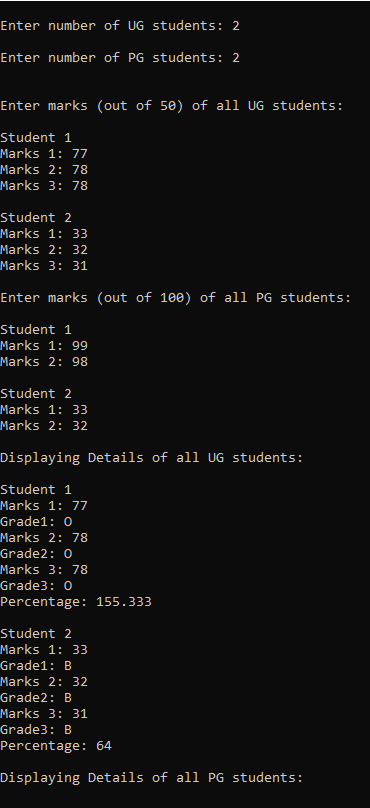 Enter number of UG students: 2
Enter number of PG students: 2
Enter marks (out of 50) of all UG students:
Student 1
Marks 1: 77
Marks 2: 78
Marks 3: 78
Student 2
Marks 1: 33
Marks 2: 32
Marks 3: 31
Enter marks (out of 100) of all PG students:
Student 1
Marks 1: 99
Marks 2: 98
Student 2
Marks 1: 33
Marks 2: 32
Displaying Details of all UG students:
Student 1
Marks 1: 77
Grade1: O
Marks 2: 78
Grade2: O
Marks 3: 78
Grade3: O
Percentage: 155.333
Student 2
Marks 1: 33
Grade1: B
Marks 2: 32
Grade2: B
Marks 3: 31
Grade3: B
Percentage: 64
Displaying Details of all PG students: